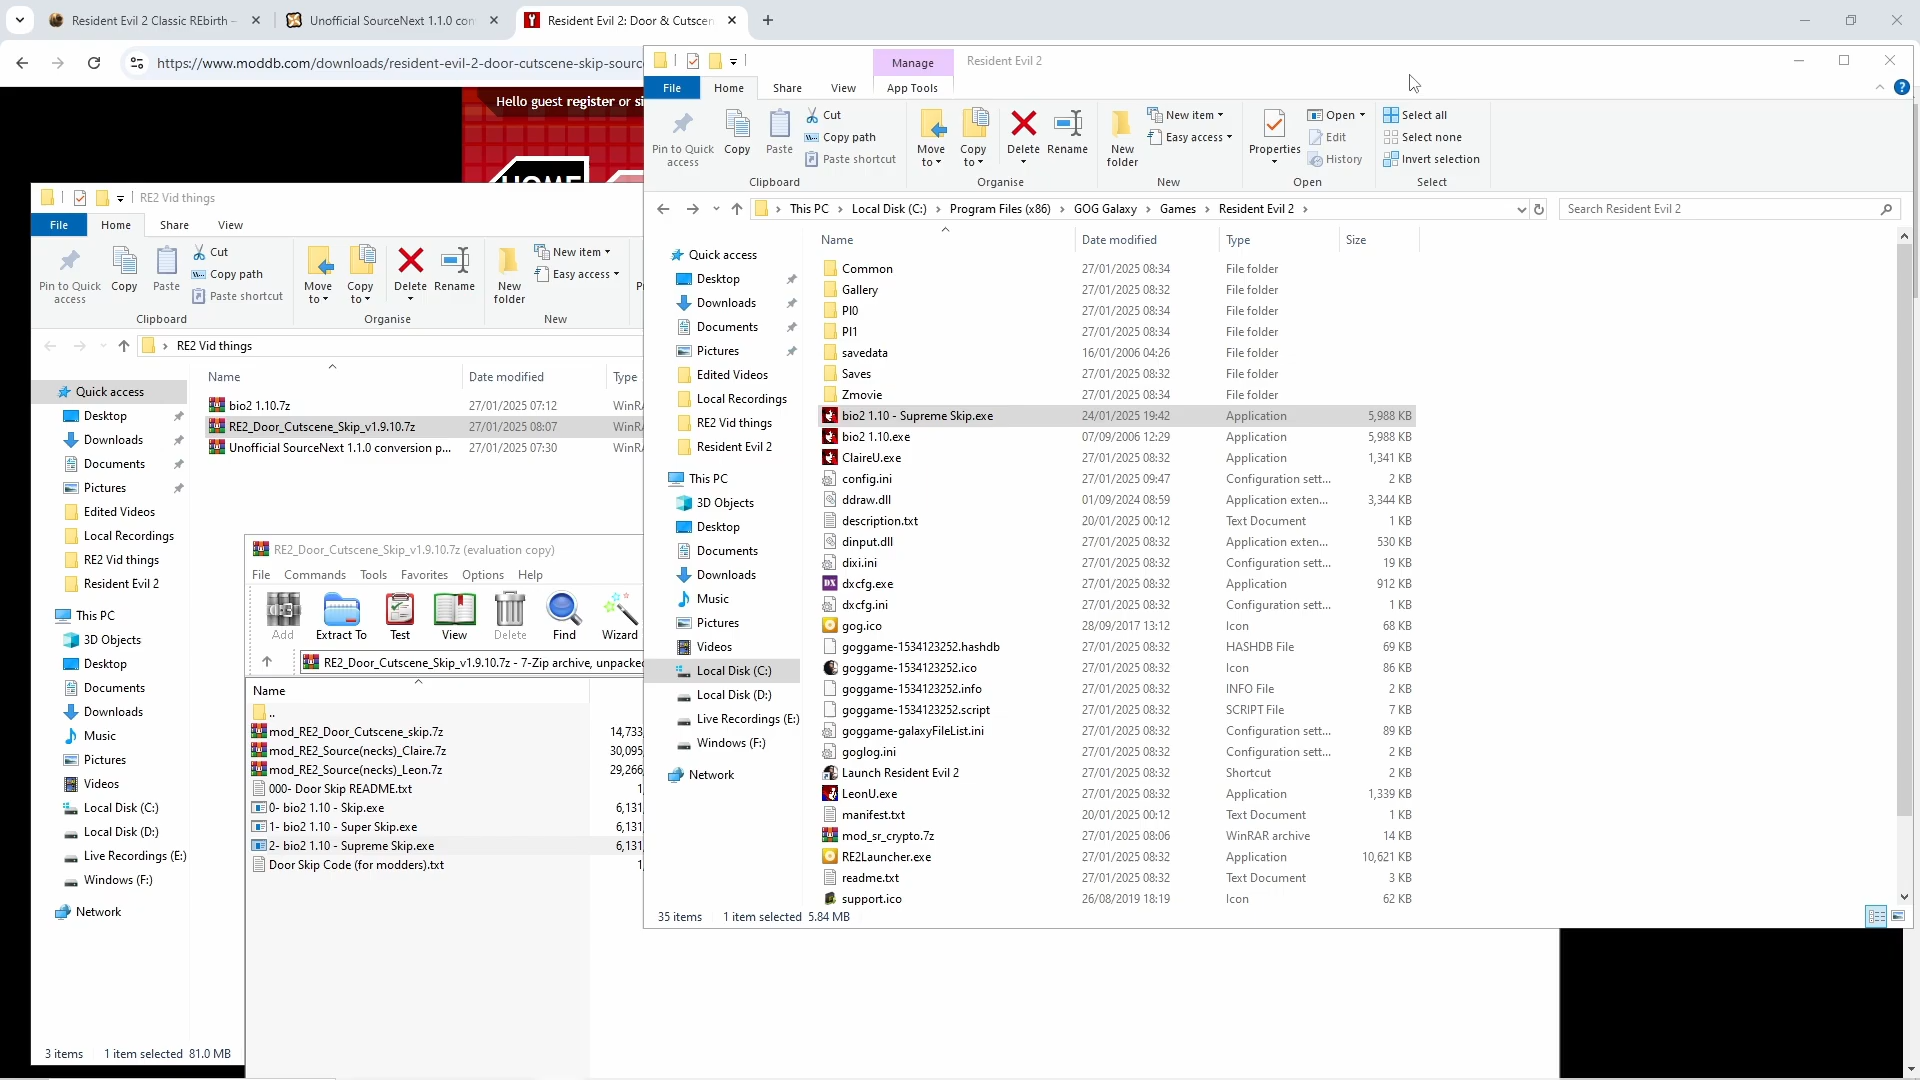 Resident Evil 2 Classic REbirth –
Unofficial SourceNext 1.1.0 con
Resident Evil 2: Door & Cutscen
https://www.moddb.com/downloads/resident-evil-2-door-cutscene-skip-sourc
Hello guest register or si
HOME
Manage
Resident Evil 2
File
Home
Share
View
App Tools
Pin to Quick access
Copy
Paste
Cut
Copy path
Paste shortcut
Clipboard
Move to
Copy to
Delete
Rename
Organise
New folder
New item
Easy access
New
Properties
Open
Edit
History
Open
Select all
Select none
Invert selection
Select
This PC
Local Disk (C:)
Program Files (x86)
GOG Galaxy
Games
Resident Evil 2
Search Resident Evil 2
Quick access
Desktop
Downloads
Documents
Pictures
Edited Videos
Local Recordings
RE2 Vid things
Resident Evil 2
This PC
3D Objects
Desktop
Documents
Downloads
Music
Pictures
Videos
Local Disk (C:)
Local Disk (D:)
Live Recordings (E:)
Windows (F:)
Network
Name Date modified Type Size
Common 27/01/2025 08:34 File folder
Gallery 27/01/2025 08:32 File folder
Pl0 27/01/2025 08:34 File folder
Pl1 27/01/2025 08:34 File folder
savedata 16/01/2006 04:26 File folder
Saves 27/01/2025 08:32 File folder
Zmovie 27/01/2025 08:34 File folder
bio2 1.10 - Supreme Skip.exe 24/01/2025 19:42 Application 5,988 KB
bio2 1.10.exe 07/09/2006 12:29 Application 5,988 KB
ClaireU.exe 27/01/2025 08:32 Application 1,341 KB
config.ini 27/01/2025 09:47 Configuration sett... 2 KB
ddraw.dll 01/09/2024 08:59 Application exten... 3,344 KB
description.txt 20/01/2025 00:12 Text Document 1 KB
dinput.dll 27/01/2025 08:32 Application exten... 530 KB
dixi.ini 27/01/2025 08:32 Configuration sett... 19 KB
dxcfg.exe 27/01/2025 08:32 Application 912 KB
dxcfg.ini 27/01/2025 08:32 Configuration sett... 1 KB
gog.ico 28/09/2017 13:12 Icon 68 KB
goggame-1534123252.hashdb 27/01/2025 08:32 HASHDB File 69 KB
goggame-1534123252.ico 27/01/2025 08:32 Icon 86 KB
goggame-1534123252.info 27/01/2025 08:32 INFO File 2 KB
goggame-1534123252.script 27/01/2025 08:32 SCRIPT File 7 KB
goggame-galaxyFileList.ini 27/01/2025 08:32 Configuration sett... 89 KB
goglog.ini 27/01/2025 08:32 Configuration sett... 2 KB
Launch Resident Evil 2 27/01/2025 08:32 Shortcut 2 KB
LeonU.exe 27/01/2025 08:32 Application 1,339 KB
manifest.txt 20/01/2025 00:12 Text Document 1 KB
mod_sr_crypto.7z 27/01/2025 08:06 WinRAR archive 14 KB
RE2Launcher.exe 27/01/2025 08:32 Application 10,621 KB
readme.txt 27/01/2025 08:32 Text Document 3 KB
support.ico 26/08/2019 18:19 Icon 62 KB
35 items 1 item selected 5.84 MB
RE2 Vid things
File
Home
Share
View
Pin to Quick access
Copy
Paste
Cut
Copy path
Paste shortcut
Clipboard
Move to
Copy to
Delete
Rename
Organise
New folder
New item
Easy access
New
RE2 Vid things
Quick access
Desktop
Downloads
Documents
Pictures
Edited Videos
Local Recordings
RE2 Vid things
Resident Evil 2
This PC
3D Objects
Desktop
Documents
Downloads
Music
Pictures
Videos
Local Disk (C:)
Local Disk (D:)
Live Recordings (E:)
Windows (F:)
Network
Name Date modified Type
bio2 1.10.7z 27/01/2025 07:12 WinR
RE2_Door_Cutscene_Skip_v1.9.10.7z 27/01/2025 08:07 WinR
Unofficial SourceNext 1.1.0 conversion p... 27/01/2025 07:30 WinR
3 items 1 item selected 81.0 MB
RE2_Door_Cutscene_Skip_v1.9.10.7z (evaluation copy)
File Commands Tools Favorites Options Help
Add Extract To Test View Delete Find Wizard
RE2_Door_Cutscene_Skip_v1.9.10.7z - 7-Zip archive, unpacked
Name
..
mod_RE2_Door_Cutscene_skip.7z 14,733
mod_RE2_Source(necks)_Claire.7z 30,095
mod_RE2_Source(necks)_Leon.7z 29,266
000- Door Skip README.txt 1,
0- bio2 1.10 - Skip.exe 6,131
1- bio2 1.10 - Super Skip.exe 6,131
2- bio2 1.10 - Supreme Skip.exe 6,131
Door Skip Code (for modders).txt 1,